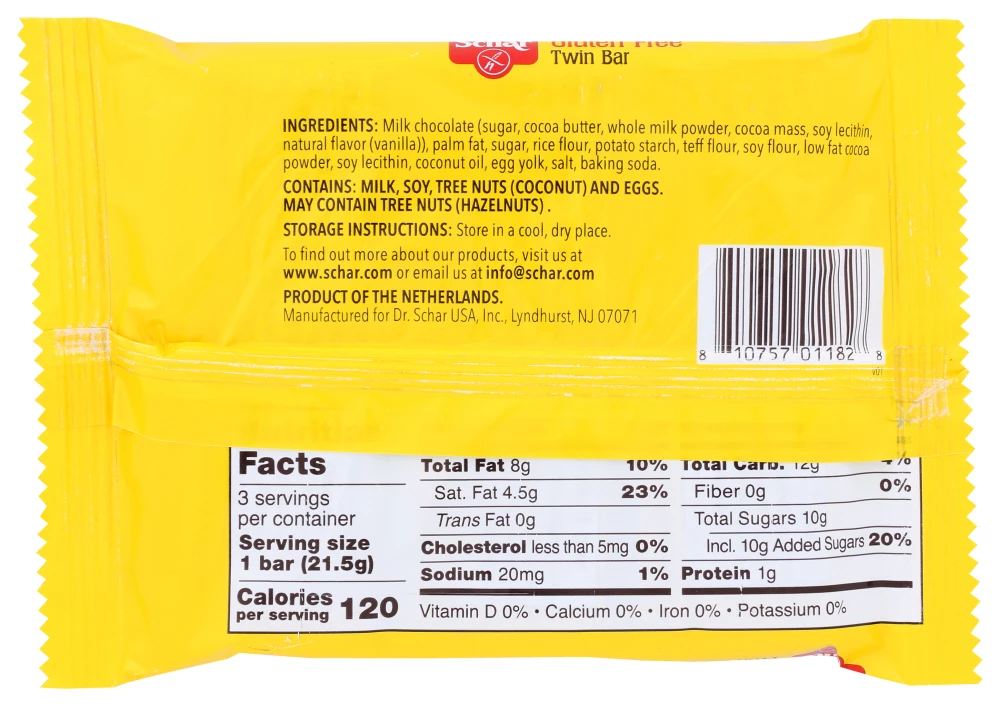 Schär Gluten Free
Twin Bar
INGREDIENTS: Milk chocolate (sugar, cocoa butter, whole milk powder, cocoa mass, soy lecithin,
natural flavor (vanilla)), palm fat, sugar, rice flour, potato starch, teff flour, soy flour, low fat cocoa
powder, soy lecithin, coconut oil, egg yolk, salt, baking soda.
CONTAINS: MILK, SOY, TREE NUTS (COCONUT) AND EGGS.
MAY CONTAIN TREE NUTS (HAZELNUTS) .
STORAGE INSTRUCTIONS: Store in a cool, dry place.
To find out more about our products, visit us at
www.schar.com or email us at info@schar.com
PRODUCT OF THE NETHERLANDS.
Manufactured for Dr. Schar USA, Inc., Lyndhurst, NJ 07071
8 10757 01182 8
V01
Facts
3 servings
per container
Serving size
1 bar (21.5g)
Calories
per serving 120
Total Fat 8g 10%
Sat. Fat 4.5g 23%
Trans Fat 0g
Cholesterol less than 5mg 0%
Sodium 20mg 1%
Total Carb. 12g 4%
Fiber 0g 0%
Total Sugars 10g
Incl. 10g Added Sugars 20%
Protein 1g
Vitamin D 0% • Calcium 0% • Iron 0% • Potassium 0%